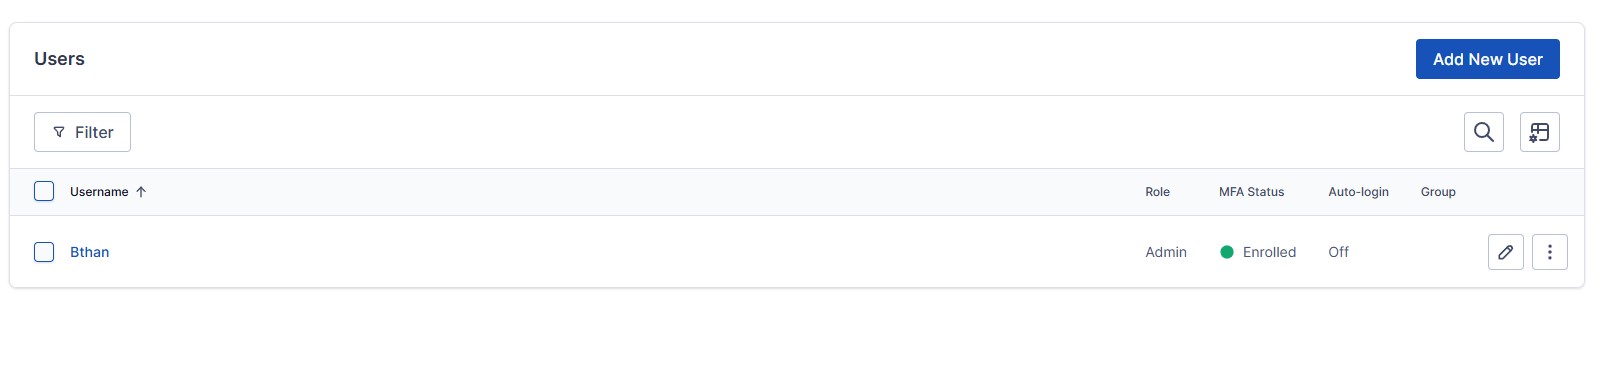 Users
Add New User
Filter
Username Role MFA Status Auto-login Group
Bthan Admin Enrolled Off